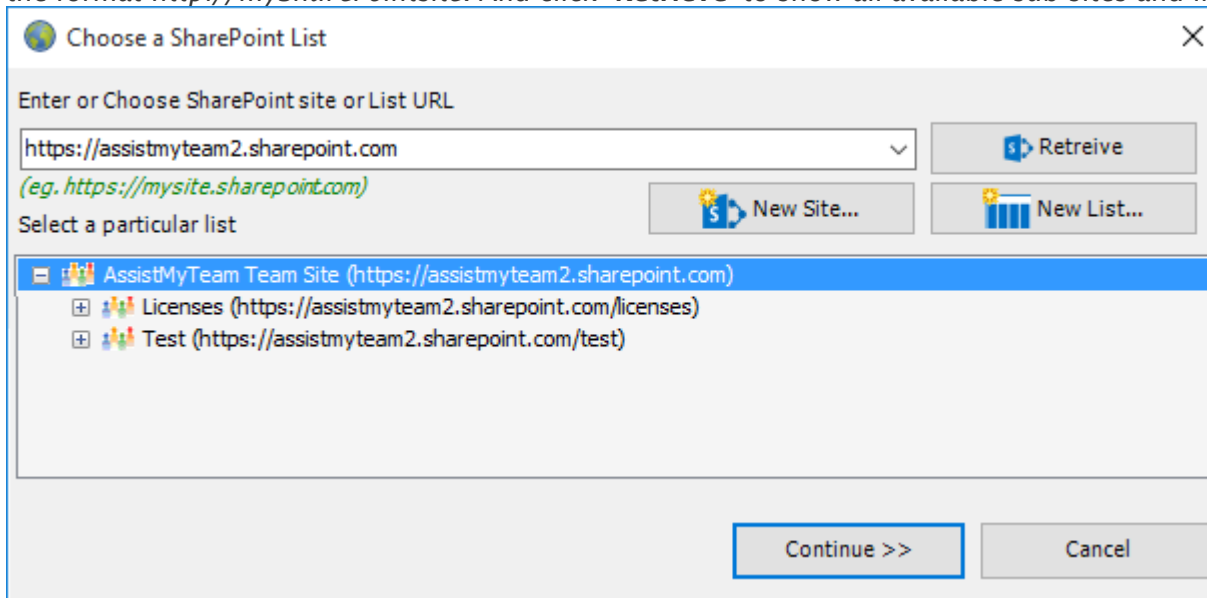 Choose a SharePoint List
Enter or Choose SharePoint site or List URL
https://assistmyteam2.sharepoint.com
Retreive
(eg. https://mysite.sharepoint.com)
New Site...
New List...
Select a particular list
AssistMyTeam Team Site (https://assistmyteam2.sharepoint.com)
Licenses (https://assistmyteam2.sharepoint.com/licenses)
Test (https://assistmyteam2.sharepoint.com/test)
Continue >>
Cancel